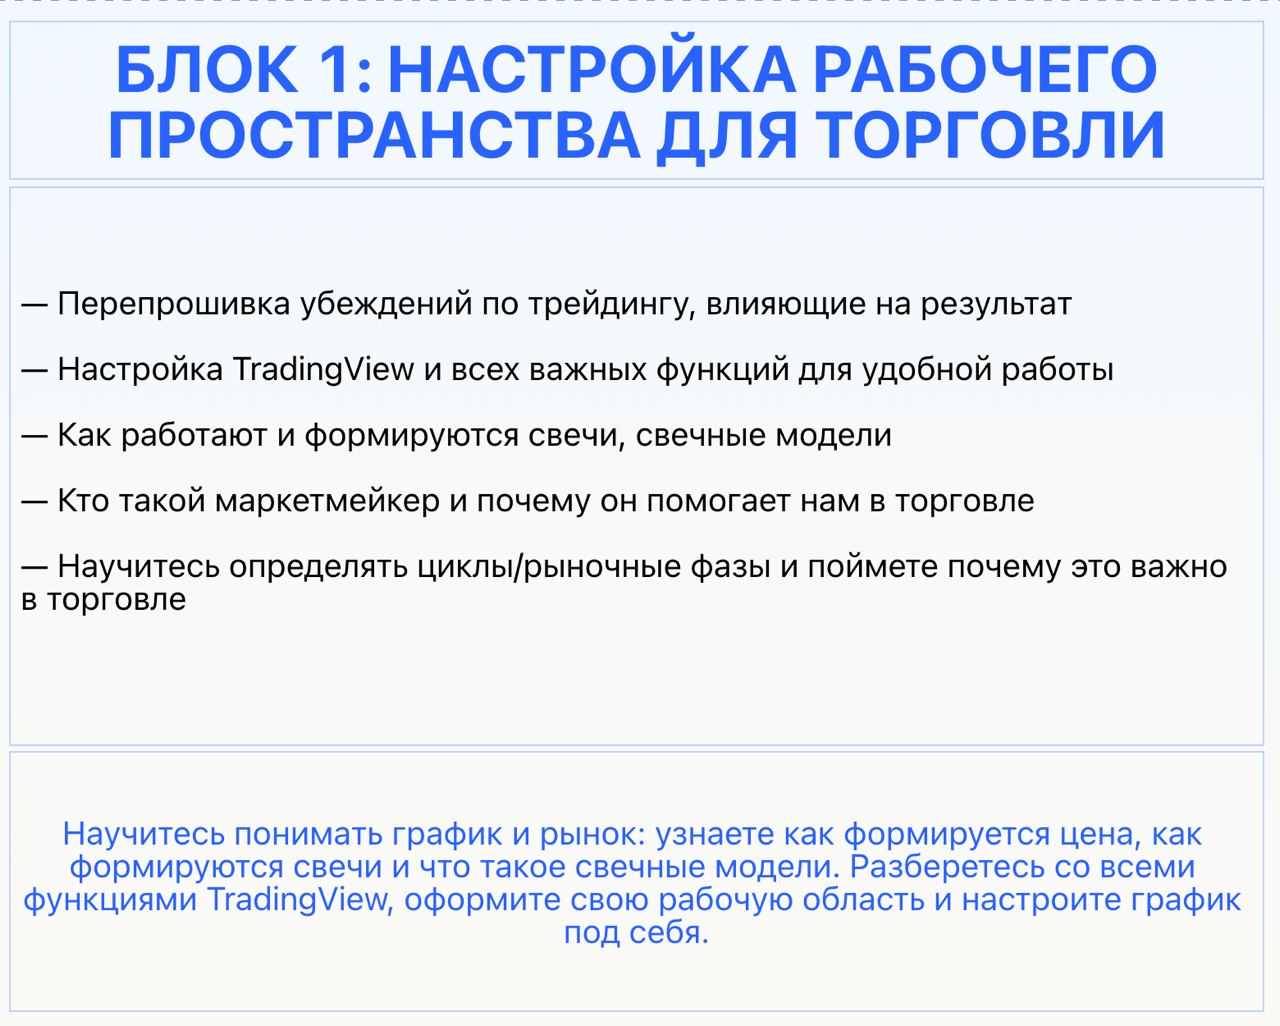 БЛОК 1: НАСТРОЙКА РАБОЧЕГО
ПРОСТРАНСТВА ДЛЯ ТОРГОВЛИ
— Перепрошивка убеждений по трейдингу, влияющие на результат
— Настройка TradingView и всех важных функций для удобной работы
— Как работают и формируются свечи, свечные модели
— Кто такой маркетмейкер и почему он помогает нам в торговле
— Научитесь определять циклы/рыночные фазы и поймете почему это важно
в торговле
Научитесь понимать график и рынок: узнаете как формируется цена, как
формируются свечи и что такое свечные модели. Разберетесь со всеми
функциями TradingView, оформите свою рабочую область и настроите график
под себя.